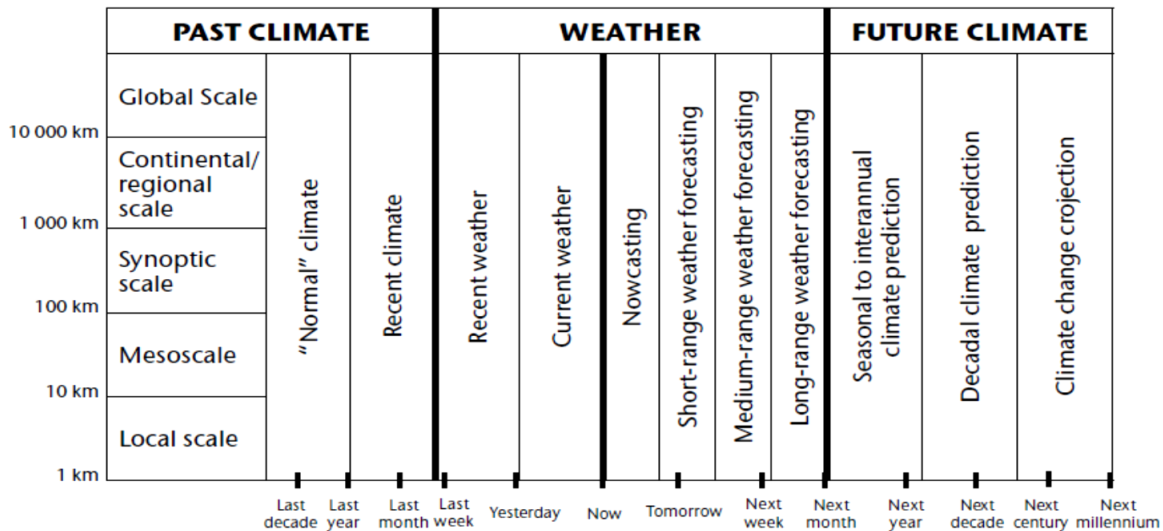 PAST CLIMATE
WEATHER
FUTURE CLIMATE
Global Scale
10 000 km
Continental/
regional
scale
1 000 km
Synoptic
scale
100 km
Mesoscale
10 km
Local scale
1 km
“Normal” climate
Recent climate
Recent weather
Current weather
Nowcasting
Short-range weather forecasting
Medium-range weather forecasting
Long-range weather forecasting
Seasonal to interannual
climate prediction
Decadal climate prediction
Climate change crojection
Last
decade
Last
year
Last
month
Last
week
Yesterday
Now
Tomorrow
Next
week
Next
month
Next
year
Next
decade
Next
century
Next
millennium